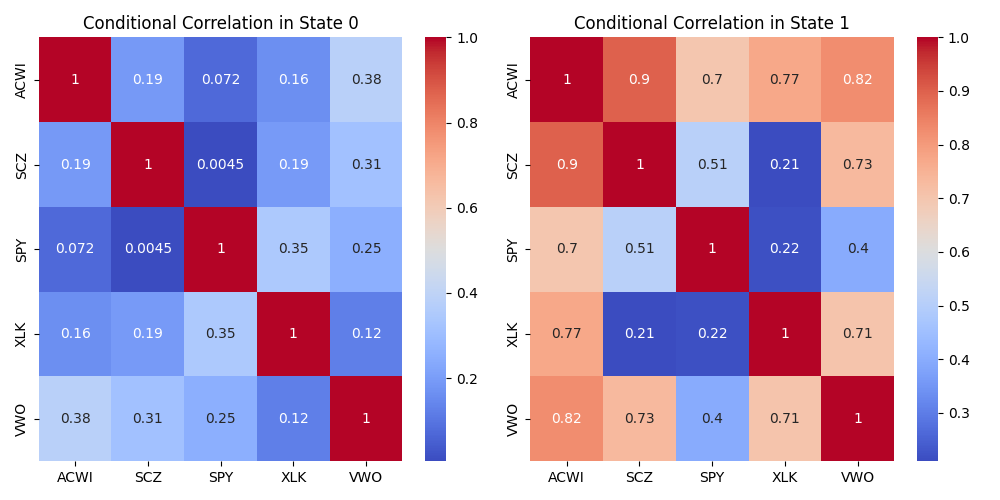 Conditional Correlation in State 0
ACWI 1 0.19 0.072 0.16 0.38
SCZ 0.19 1 0.0045 0.19 0.31
SPY 0.072 0.0045 1 0.35 0.25
XLK 0.16 0.19 0.35 1 0.12
VWO 0.38 0.31 0.25 0.12 1
ACWI SCZ SPY XLK VWO
1.0
0.8
0.6
0.4
0.2
Conditional Correlation in State 1
ACWI 1 0.9 0.7 0.77 0.82
SCZ 0.9 1 0.51 0.21 0.73
SPY 0.7 0.51 1 0.22 0.4
XLK 0.77 0.21 0.22 1 0.71
VWO 0.82 0.73 0.4 0.71 1
ACWI SCZ SPY XLK VWO
1.0
0.9
0.8
0.7
0.6
0.5
0.4
0.3